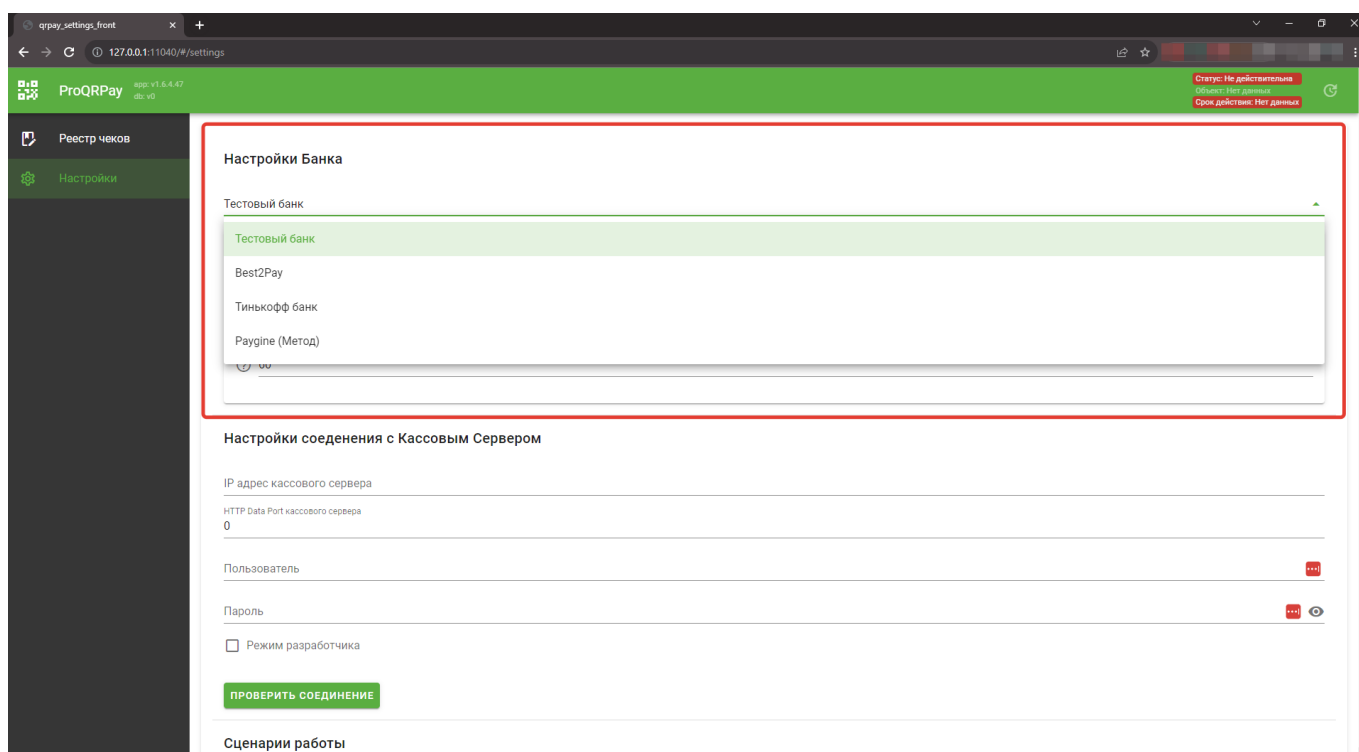 qrpay_settings_front
127.0.0.1:11040/#/settings
ProQRPay
app: v1.6.4.47
db: v0
Статус: Не действительна
Объект: Нет данных
Срок действия: Нет данных
Реестр чеков
Настройки
Настройки Банка
Тестовый банк
Тестовый банк
Best2Pay
Тинькофф банк
Paygine (Метод)
60
Настройки соеденения с Кассовым Сервером
IP адрес кассового сервера
HTTP Data Port кассового сервера
0
Пользователь
Пароль
Режим разработчика
ПРОВЕРИТЬ СОЕДИНЕНИЕ
Сценарии работы